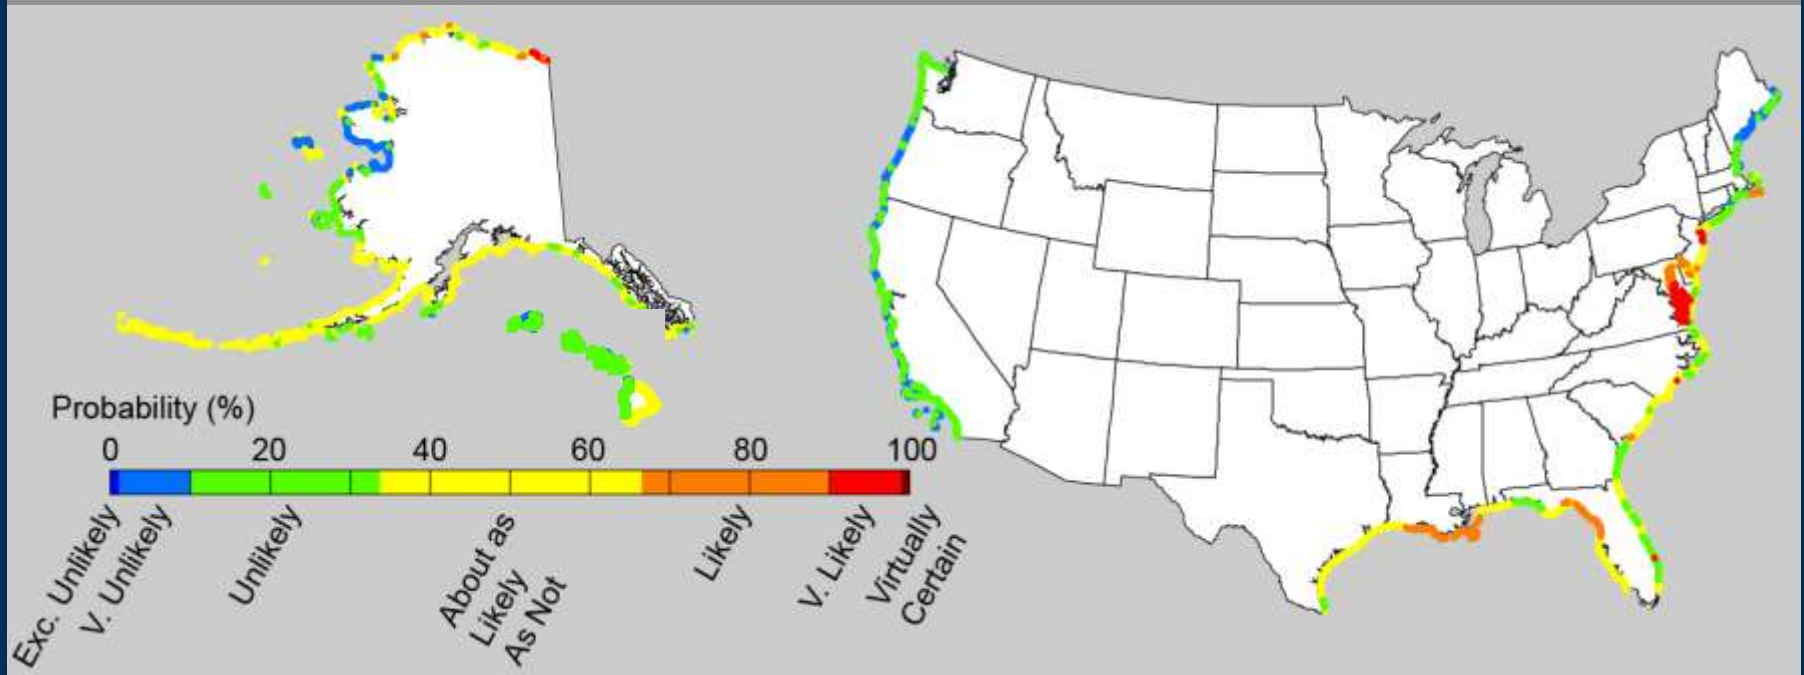 Probability (%)
0 20 40 60 80 100
Exc. Unlikely
V. Unlikely
Unlikely
About as
Likely
As Not
Likely
V. Likely
Virtually
Certain